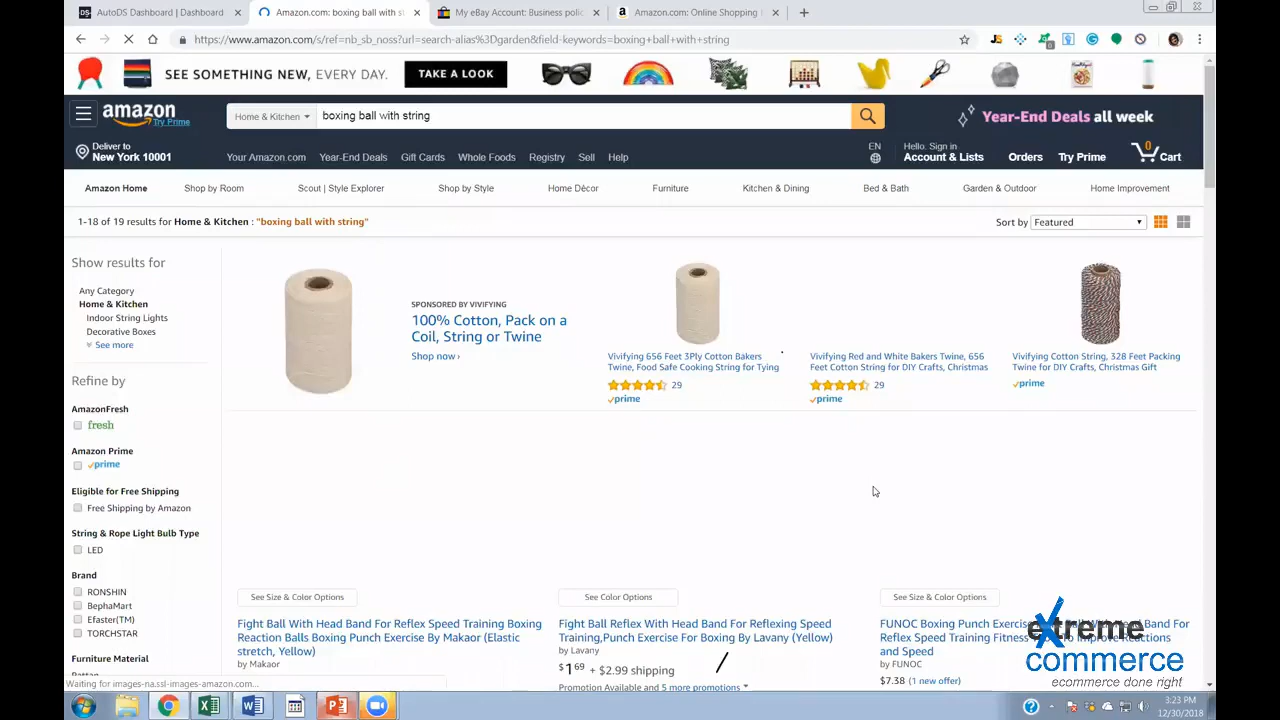 AutoDS Dashboard | Dashboard
Amazon.com: boxing ball with st
My eBay Account: Business poli
Amazon.com: Online Shopping
https://www.amazon.com/s/ref=nb_sb_noss?url=search-alias%3Dgarden&field-keywords=boxing+ball+with+string
SEE SOMETHING NEW, EVERY DAY.
TAKE A LOOK
amazon
Try Prime
Home & Kitchen
boxing ball with string
Year-End Deals all week
Deliver to
New York 10001
Your Amazon.com
Year-End Deals
Gift Cards
Whole Foods
Registry
Sell
Help
EN
Hello. Sign in
Account & Lists
Orders
Try Prime
0
Cart
Amazon Home
Shop by Room
Scout | Style Explorer
Shop by Style
Home Décor
Furniture
Kitchen & Dining
Bed & Bath
Garden & Outdoor
Home Improvement
1-18 of 19 results for Home & Kitchen : "boxing ball with string"
Sort by Featured
Show results for
Any Category
Home & Kitchen
Indoor String Lights
Decorative Boxes
See more
Refine by
AmazonFresh
fresh
Amazon Prime
prime
Eligible for Free Shipping
Free Shipping by Amazon
String & Rope Light Bulb Type
LED
Brand
RONSHIN
BephaMart
Efaster(TM)
TORCHSTAR
Furniture Material
SPONSORED BY VIVIFYING
100% Cotton, Pack on a
Coil, String or Twine
Shop now ›
Vivifying 656 Feet 3Ply Cotton Bakers
Twine, Food Safe Cooking String for Tying
29
prime
Vivifying Red and White Bakers Twine, 656
Feet Cotton String for DIY Crafts, Christmas
29
prime
Vivifying Cotton String, 328 Feet Packing
Twine for DIY Crafts, Christmas Gift
prime
See Size & Color Options
Fight Ball With Head Band For Reflex Speed Training Boxing
Reaction Balls Boxing Punch Exercise By Makaor (Elastic
stretch, Yellow)
by Makaor
See Color Options
Fight Ball Reflex With Head Band For Reflexing Speed
Training,Punch Exercise For Boxing By Lavany (Yellow)
by Lavany
$1 69 + $2.99 shipping
Promotion Available and 5 more promotions
See Size & Color Options
FUNOC Boxing Punch Exercise Ball With Head Band For
Reflex Speed Training Fitness To Improve Reactions
and Speed
by FUNOC
$7.38 (1 new offer)
extreme
commerce
ecommerce done right
Waiting for images-na.ssl-images-amazon.com...
3:23 PM
12/30/2018